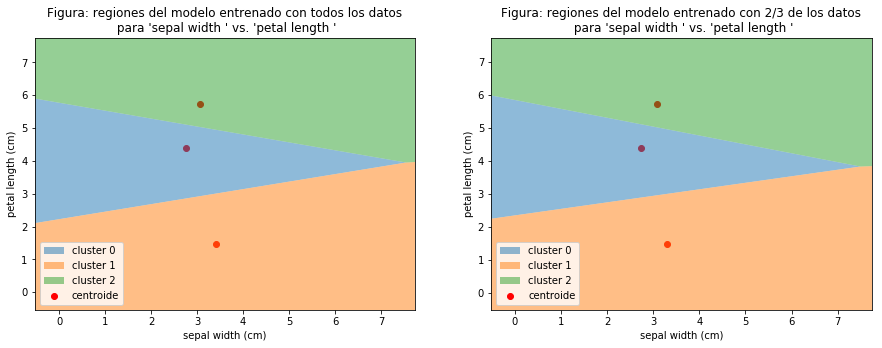 Figura: regiones del modelo entrenado con todos los datos
para 'sepal width ' vs. 'petal length '
petal length (cm)
7
6
5
4
3
2
1
0
cluster 0
cluster 1
cluster 2
centroide
0 1 2 3 4 5 6 7
sepal width (cm)
Figura: regiones del modelo entrenado con 2/3 de los datos
para 'sepal width ' vs. 'petal length '
petal length (cm)
7
6
5
4
3
2
1
0
cluster 0
cluster 1
cluster 2
centroide
0 1 2 3 4 5 6 7
sepal width (cm)